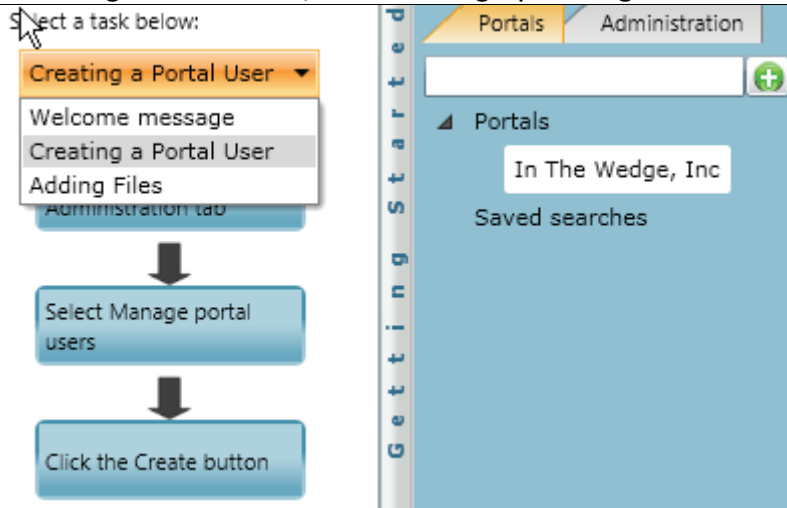 Select a task below:
Creating a Portal User
Welcome message
Creating a Portal User
Adding Files
Administration tab
Select Manage portal
users
Click the Create button
Getting Started
Portals
Administration
Portals
In The Wedge, Inc
Saved searches